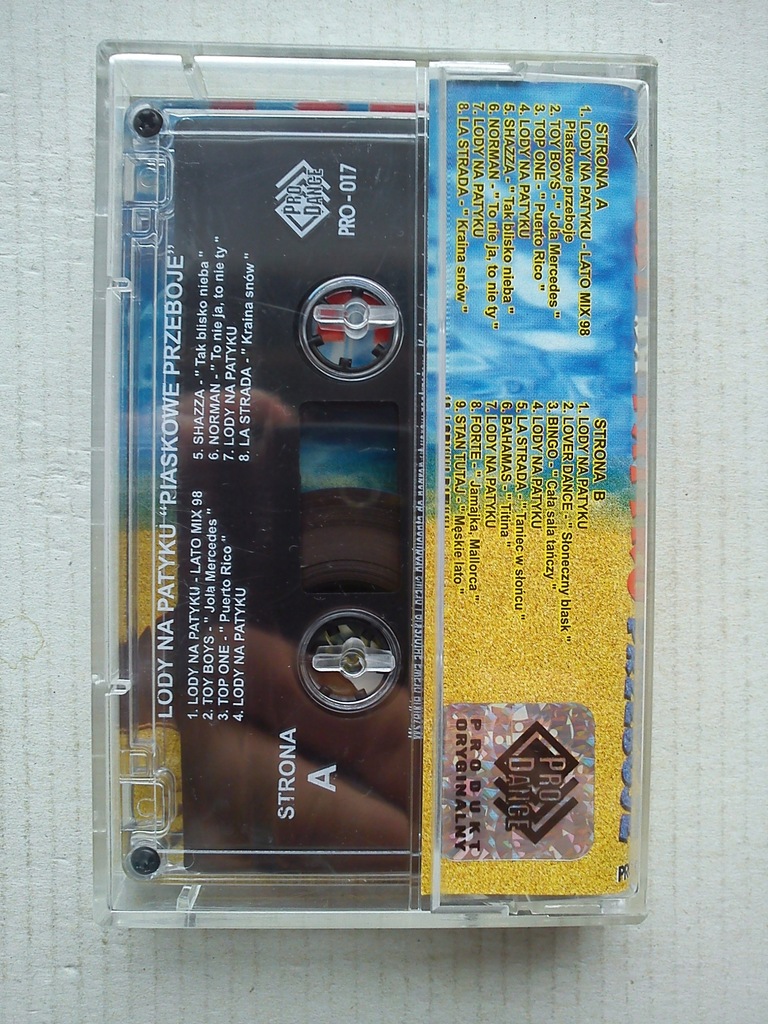 LODY NA PATYKU "PIASKOWE PRZEBOJE"
1. LODY NA PATYKU - LATO MIX 98
2. TOY BOYS - " Jola Mercedes "
3. TOP ONE - " Puerto Rico "
4. LODY NA PATYKU
5. SHAZZA - " Tak blisko nieba "
6. NORMAN - " To nie ja, to nie ty "
7. LODY NA PATYKU
8. LA STRADA - " Kraina snów "
STRONA
A
PRO DANCE
PRO - 017
STRONA A
1. LODY NA PATYKU - LATO MIX 98
Piaskowe przeboje
2. TOY BOYS - " Jola Mercedes "
3. TOP ONE - " Puerto Rico "
4. LODY NA PATYKU
5. SHAZZA - " Tak blisko nieba "
6. NORMAN - " To nie ja, to nie ty "
7. LODY NA PATYKU
8. LA STRADA - " Kraina snów "
STRONA B
1. LODY NA PATYKU
2. LOVER DANCE - " Słoneczny blask "
3. BINGO - " Cała sala tańczy "
4. LODY NA PATYKU
5. LA STRADA - " Taniec w słońcu "
6. BAHAMAS - " Titina "
7. LODY NA PATYKU
8. FORTE - " Jamajka, Mallorca "
9. STAN TUTAJ - " Męskie lato "
PRO DANCE
PRODUKT
ORYGINALNY